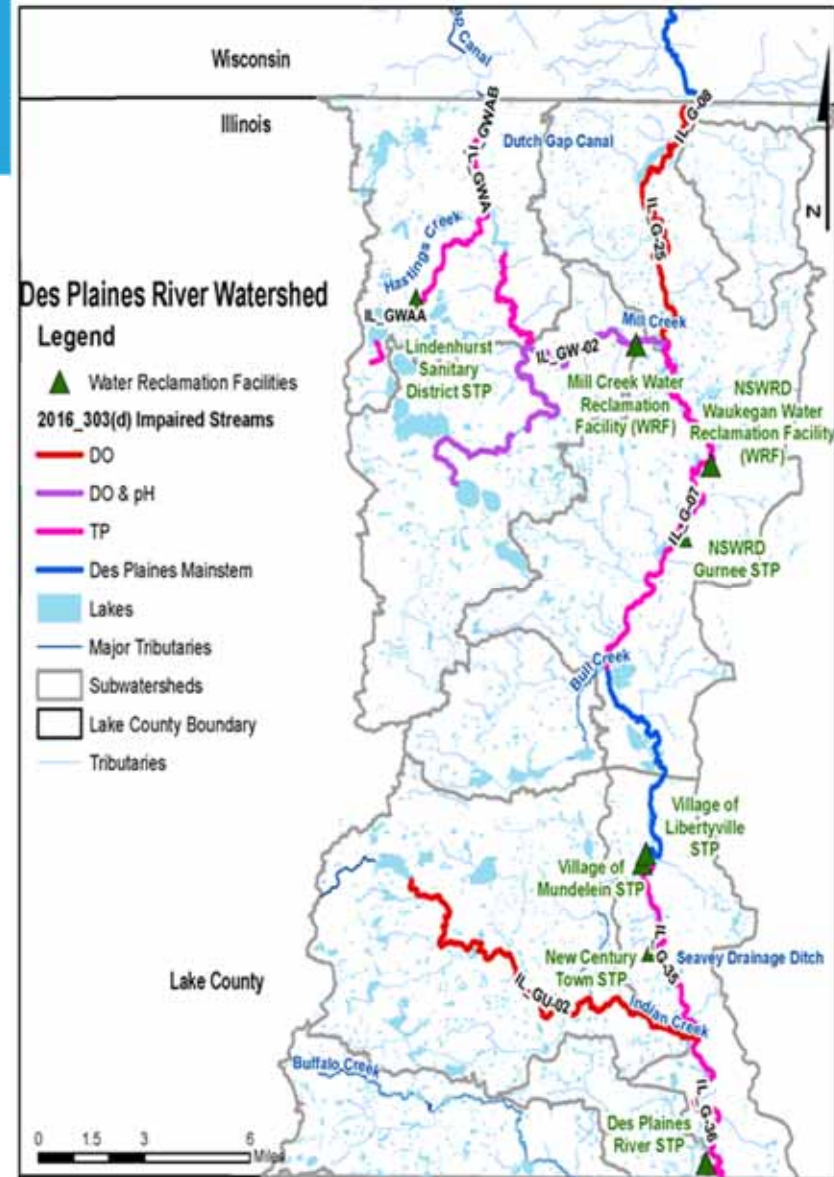 Wisconsin
Illinois
Canal
IL_GWAB
IL_GWA
Dutch Gap Canal
IL_G-08
IL_G-25
N
Hastings Creek
Des Plaines River Watershed
Legend
Water Reclamation Facilities
2016_303(d) Impaired Streams
DO
DO & pH
TP
Des Plaines Mainstem
Lakes
Major Tributaries
Subwatersheds
Lake County Boundary
Tributaries
IL_GWAA
Lindenhurst
Sanitary
District STP
Mill Creek
IL_GW-02
Mill Creek Water
Reclamation
Facility (WRF)
NSWRD
Waukegan Water
Reclamation Facility
(WRF)
IL_G-07
NSWRD
Gurnee STP
Bull Creek
Village of
Libertyville
STP
Village of
Mundelein STP
IL_G-35
New Century
Town STP
Seavey Drainage Ditch
Lake County
IL_GU-02
Indian Creek
Buffalo Creek
IL_G-36
Des Plaines
River STP
0 1.5 3 6
Miles